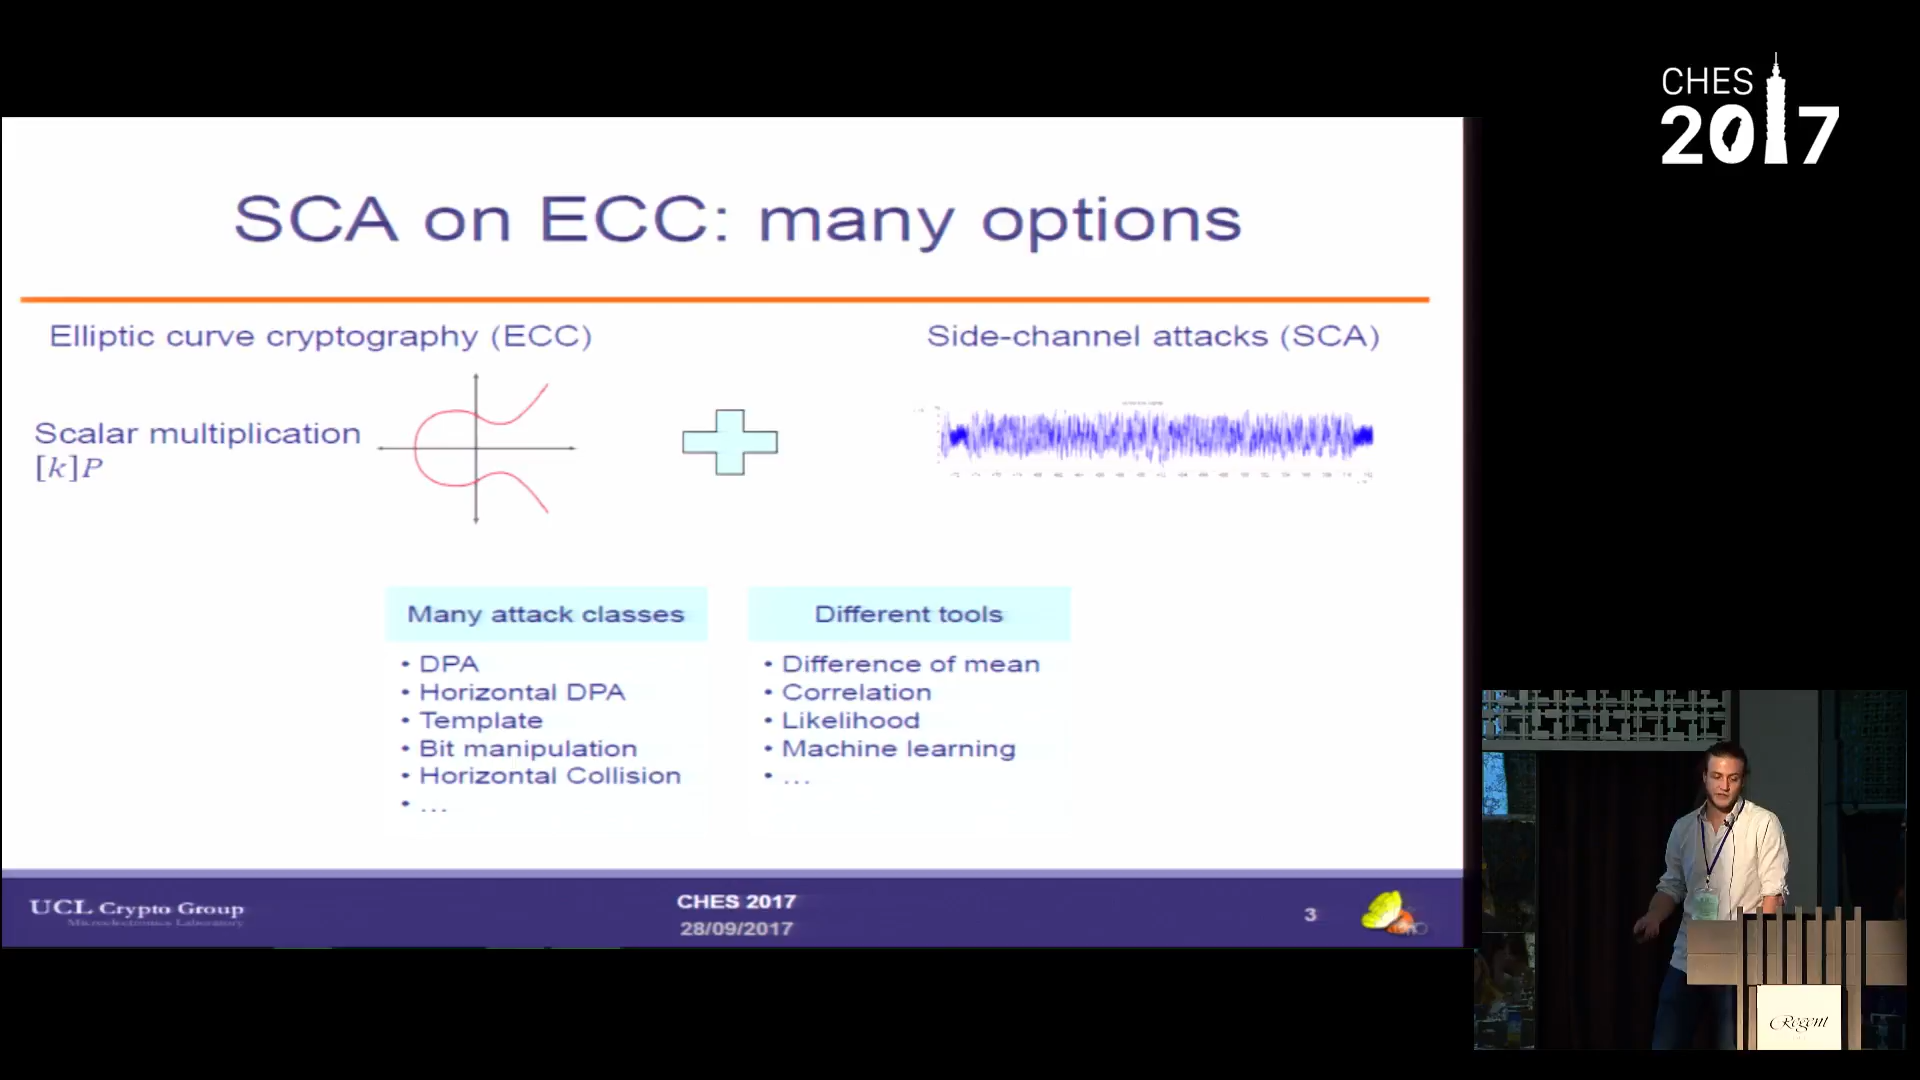 CHES
2017
SCA on ECC: many options
Elliptic curve cryptography (ECC)
Side-channel attacks (SCA)
Scalar multiplication
[k]P
Many attack classes
• DPA
• Horizontal DPA
• Template
• Bit manipulation
• Horizontal Collision
• ...
Different tools
• Difference of mean
• Correlation
• Likelihood
• Machine learning
• ...
UCL Crypto Group
Microelectronics Laboratory
CHES 2017
28/09/2017
3
Regent